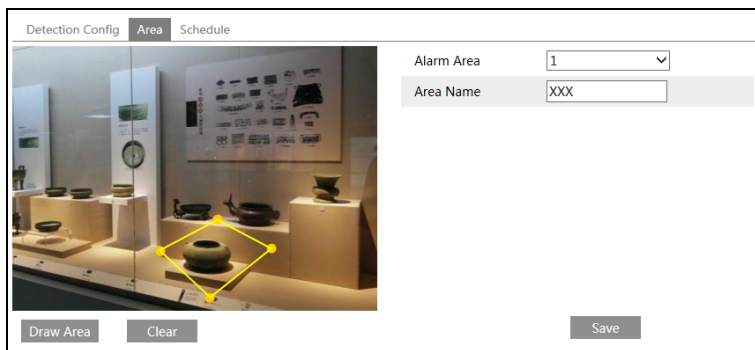 Detection Config Area Schedule
Alarm Area 1
Area Name XXX
Draw Area Clear
Save